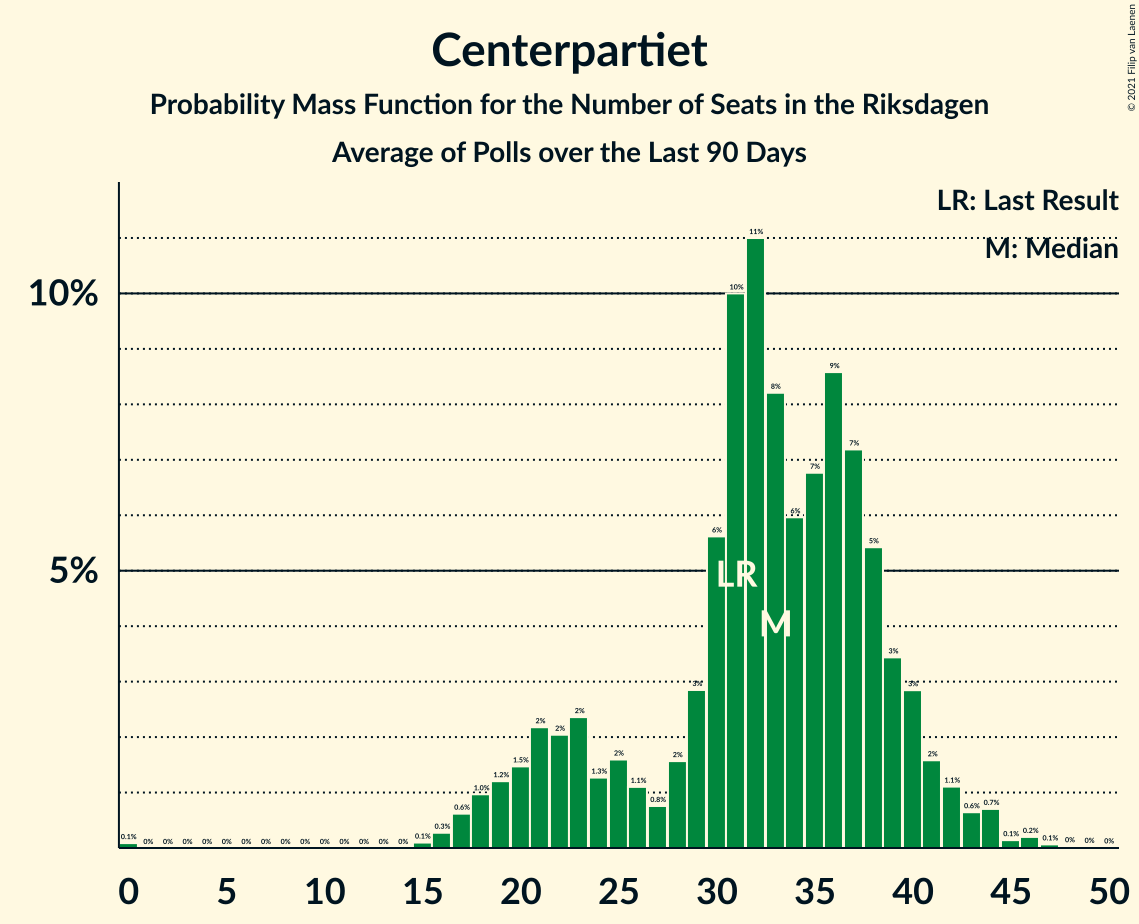 © 2021 Filip van Laenen
Centerpartiet
Probability Mass Function for the Number of Seats in the Riksdagen
Average of Polls over the Last 90 Days
LR: Last Result
M: Median
10%
5%
0.1% 0% 0% 0% 0% 0% 0% 0% 0% 0% 0% 0% 0% 0% 0% 0.1% 0.3% 0.6% 1.0% 1.2% 1.5% 2% 2% 2% 1.3% 2% 1.1% 0.8% 2% 3% 6% 10% 11% 8% 6% 7% 9% 7% 5% 3% 3% 2% 1.1% 0.6% 0.7% 0.1% 0.2% 0.1% 0% 0% 0%
LR
M
0 5 10 15 20 25 30 35 40 45 50